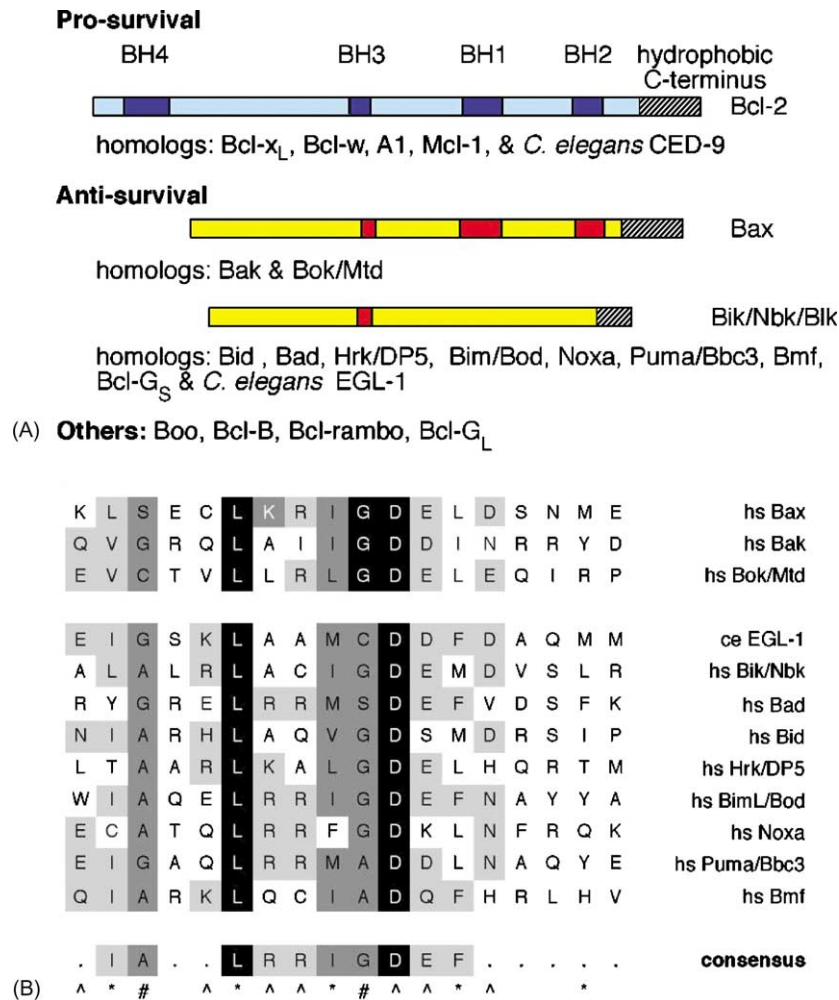 Pro-survival
BH4 BH3 BH1 BH2 hydrophobic
C-terminus
Bcl-2
homologs: Bcl-xL, Bcl-w, A1, Mcl-1, & C. elegans CED-9
Anti-survival
Bax
homologs: Bak & Bok/Mtd
Bik/Nbk/Blk
homologs: Bid , Bad, Hrk/DP5, Bim/Bod, Noxa, Puma/Bbc3, Bmf,
Bcl-GS & C. elegans EGL-1
(A) Others: Boo, Bcl-B, Bcl-rambo, Bcl-GL
K L S E C L K R I G D E L D S N M E hs Bax
Q V G R Q L A I I G D D I N R R Y D hs Bak
E V C T V L L R L G D E L E Q I R P hs Bok/Mtd
E I G S K L A A M C D D F D A Q M M ce EGL-1
A L A L R L A C I G D E M D V S L R hs Bik/Nbk
R Y G R E L R R M S D E F V D S F K hs Bad
N I A R H L A Q V G D S M D R S I P hs Bid
L T A A R L K A L G D E L H Q R T M hs Hrk/DP5
W I A Q E L R R I G D E F N A Y Y A hs BimL/Bod
E C A T Q L R R F G D K L N F R Q K hs Noxa
E I G A Q L R R M A D D L N A Q Y E hs Puma/Bbc3
Q I A R K L Q C I A D Q F H R L H V hs Bmf
. I A . . L R R I G D E F . . . . . consensus
(B) ^ * # ^ * ^ ^ * # ^ ^ * ^ *